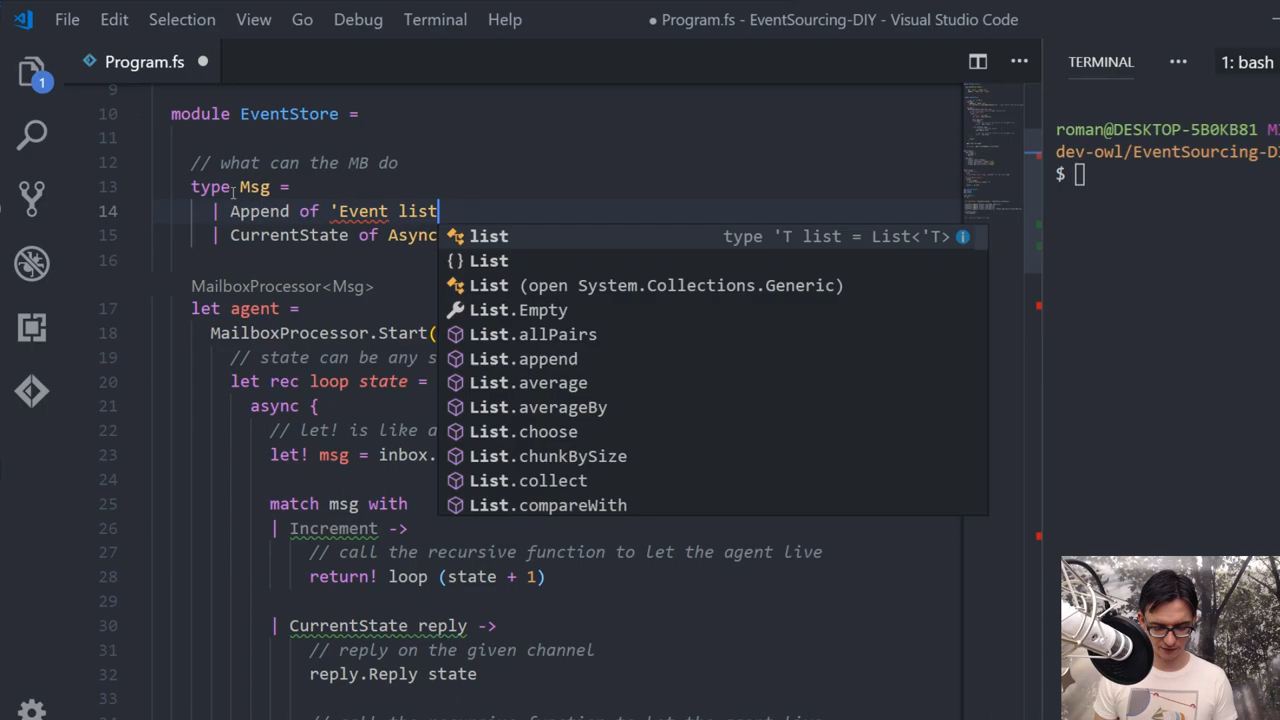 File Edit Selection View Go Debug Terminal Help
● Program.fs - EventSourcing-DIY - Visual Studio Code
1
Program.fs ●
TERMINAL
1: bash
9
10 module EventStore =
11
12 // what can the MB do
13 type Msg =
14 | Append of 'Event list
15 | CurrentState of Async
16
MailboxProcessor<Msg>
17 let agent =
18 MailboxProcessor.Start(
19 // state can be any s
20 let rec loop state =
21 async {
22 // let! is like a
23 let! msg = inbox.
24
25 match msg with
26 | Increment ->
27 // call the recursive function to let the agent live
28 return! loop (state + 1)
29
30 | CurrentState reply ->
31 // reply on the given channel
32 reply.Reply state
33
list type 'T list = List<'T>
{} List
List (open System.Collections.Generic)
List.Empty
List.allPairs
List.append
List.average
List.averageBy
List.choose
List.chunkBySize
List.collect
List.compareWith
roman@DESKTOP-5B0KB81 M
dev-owl/EventSourcing-D
$